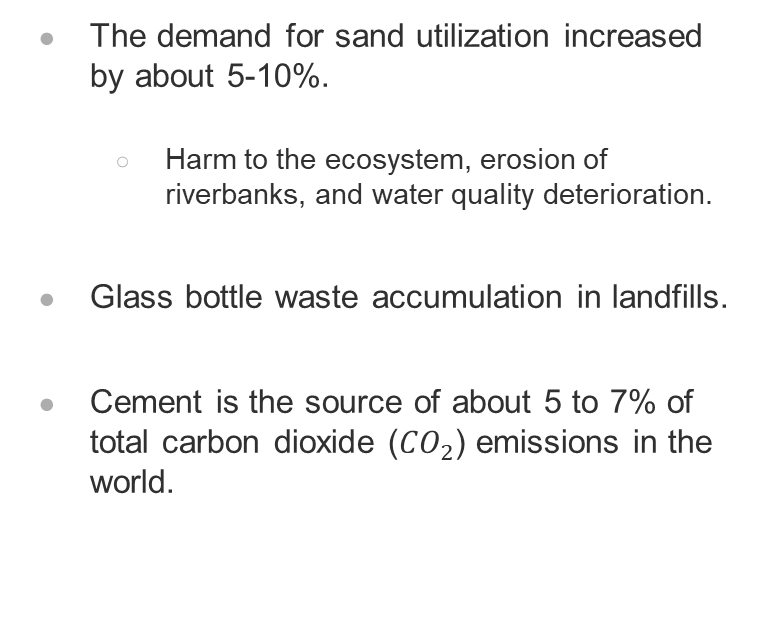 ● The demand for sand utilization increased
by about 5-10%.
○ Harm to the ecosystem, erosion of
riverbanks, and water quality deterioration.
● Glass bottle waste accumulation in landfills.
● Cement is the source of about 5 to 7% of
total carbon dioxide (𝐶𝑂₂) emissions in the
world.